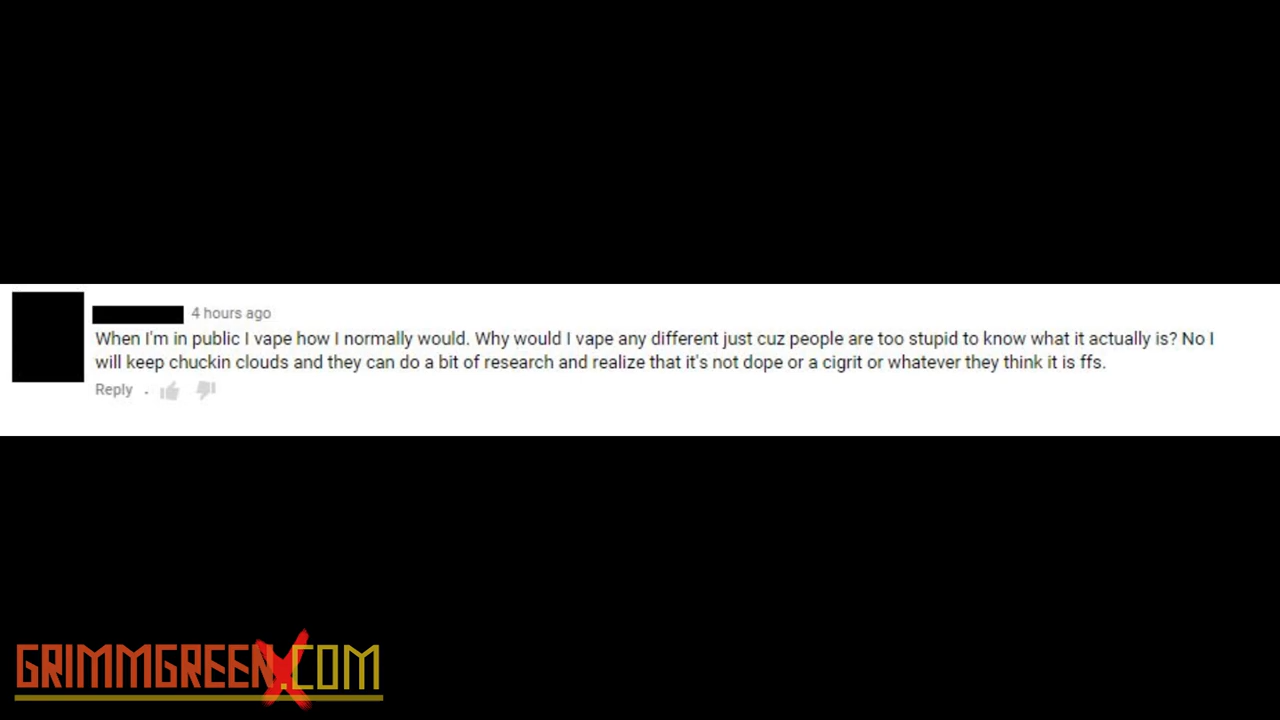 4 hours ago
When I'm in public I vape how I normally would. Why would I vape any different just cuz people are too stupid to know what it actually is? No I
will keep chuckin clouds and they can do a bit of research and realize that it's not dope or a cigrit or whatever they think it is ffs.
Reply .
GRIMMGREENX.COM